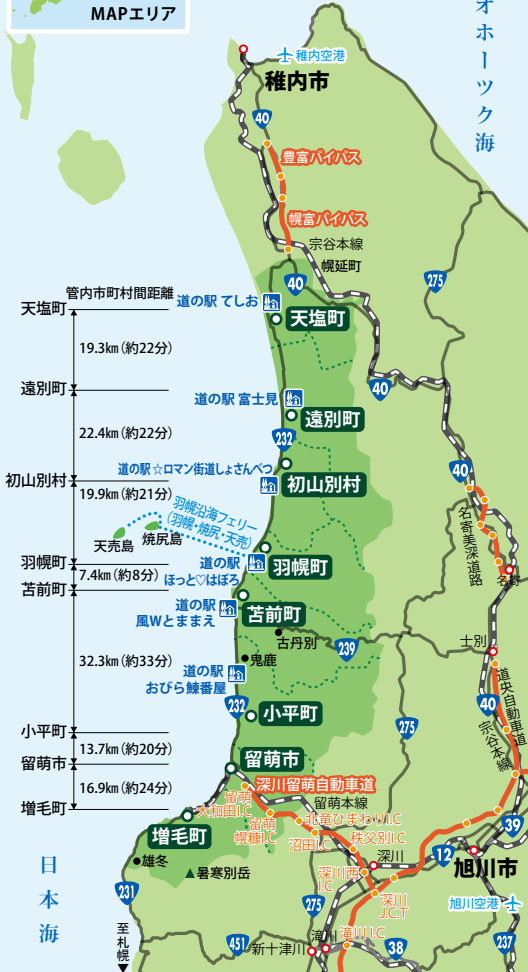 MAPエリア
オホーツク海
稚内空港
稚内市
40
豊富バイパス
幌富バイパス
宗谷本線
幌延町
40
275
管内市町村間距離
天塩町
道の駅 てしお
天塩町
19.3km(約22分)
40
遠別町
道の駅 富士見
遠別町
22.4km(約22分)
232
40
初山別村
道の駅☆ロマン街道しょさんべつ
初山別村
19.9km(約21分)
羽幌沿海フェリー
(羽幌・焼尻・天売)
天売島
焼尻島
名寄美深道路
名寄
羽幌町
道の駅
ほっと♡はぼろ
羽幌町
7.4km(約8分)
苫前町
道の駅
風Wとままえ
苫前町
古丹別
239
士別
32.3km(約33分)
鬼鹿
道の駅
おびら鰊番屋
232
小平町
40
道央自動車道
宗谷本線
275
小平町
13.7km(約20分)
留萌市
留萌市
16.9km(約24分)
深川留萌自動車道
増毛町
留萌
大和田I.C
留萌本線
留萌
幌糠I.C
北竜ひまわりI.C
沼田I.C
秩父別I.C
増毛町
39
12
旭川市
深川
深川西
I.C
深川
J.C.T
雄冬
暑寒別岳
日本海
231
275
旭川空港
至札幌
451
新十津川
滝川
滝川I.C
38
237